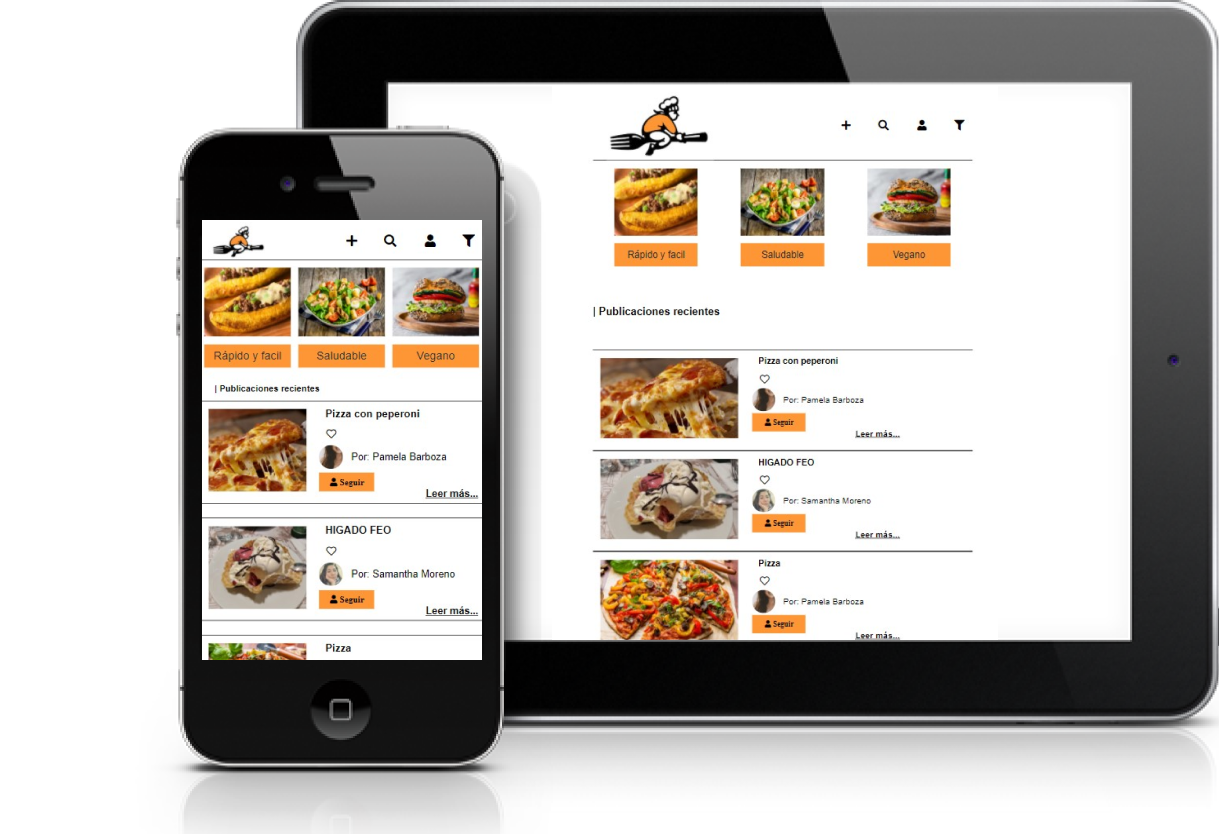 Rápido y facil
Saludable
Vegano
| Publicaciones recientes
Pizza con peperoni
Por: Pamela Barboza
Seguir
Leer más...
HIGADO FEO
Por: Samantha Moreno
Seguir
Leer más...
Pizza
Rápido y facil
Saludable
Vegano
| Publicaciones recientes
Pizza con peperoni
Por: Pamela Barboza
Seguir
Leer más...
HIGADO FEO
Por: Samantha Moreno
Seguir
Leer más...
Pizza
Por: Pamela Barboza
Seguir
Leer más...